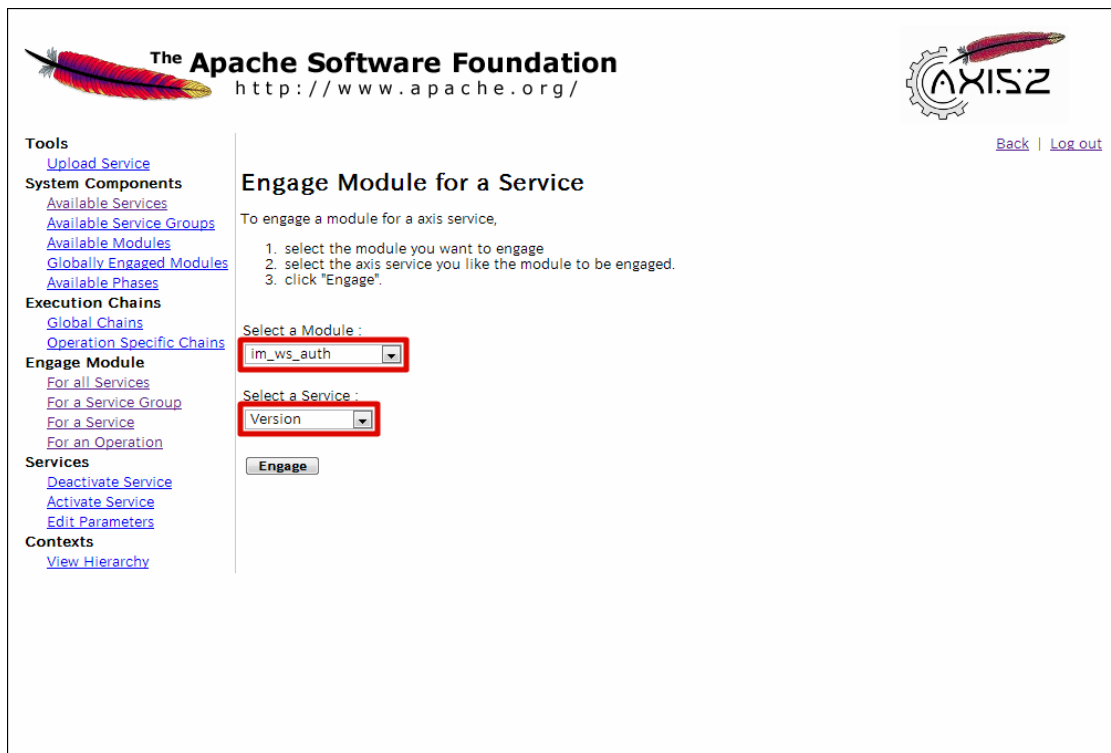 The Apache Software Foundation
http://www.apache.org/
AXIS2
Back | Log out
Tools
Upload Service
System Components
Available Services
Available Service Groups
Available Modules
Globally Engaged Modules
Available Phases
Execution Chains
Global Chains
Operation Specific Chains
Engage Module
For all Services
For a Service Group
For a Service
For an Operation
Services
Deactivate Service
Activate Service
Edit Parameters
Contexts
View Hierarchy
Engage Module for a Service
To engage a module for a axis service,
1. select the module you want to engage
2. select the axis service you like the module to be engaged.
3. click "Engage".
Select a Module :
im_ws_auth
Select a Service :
Version
Engage